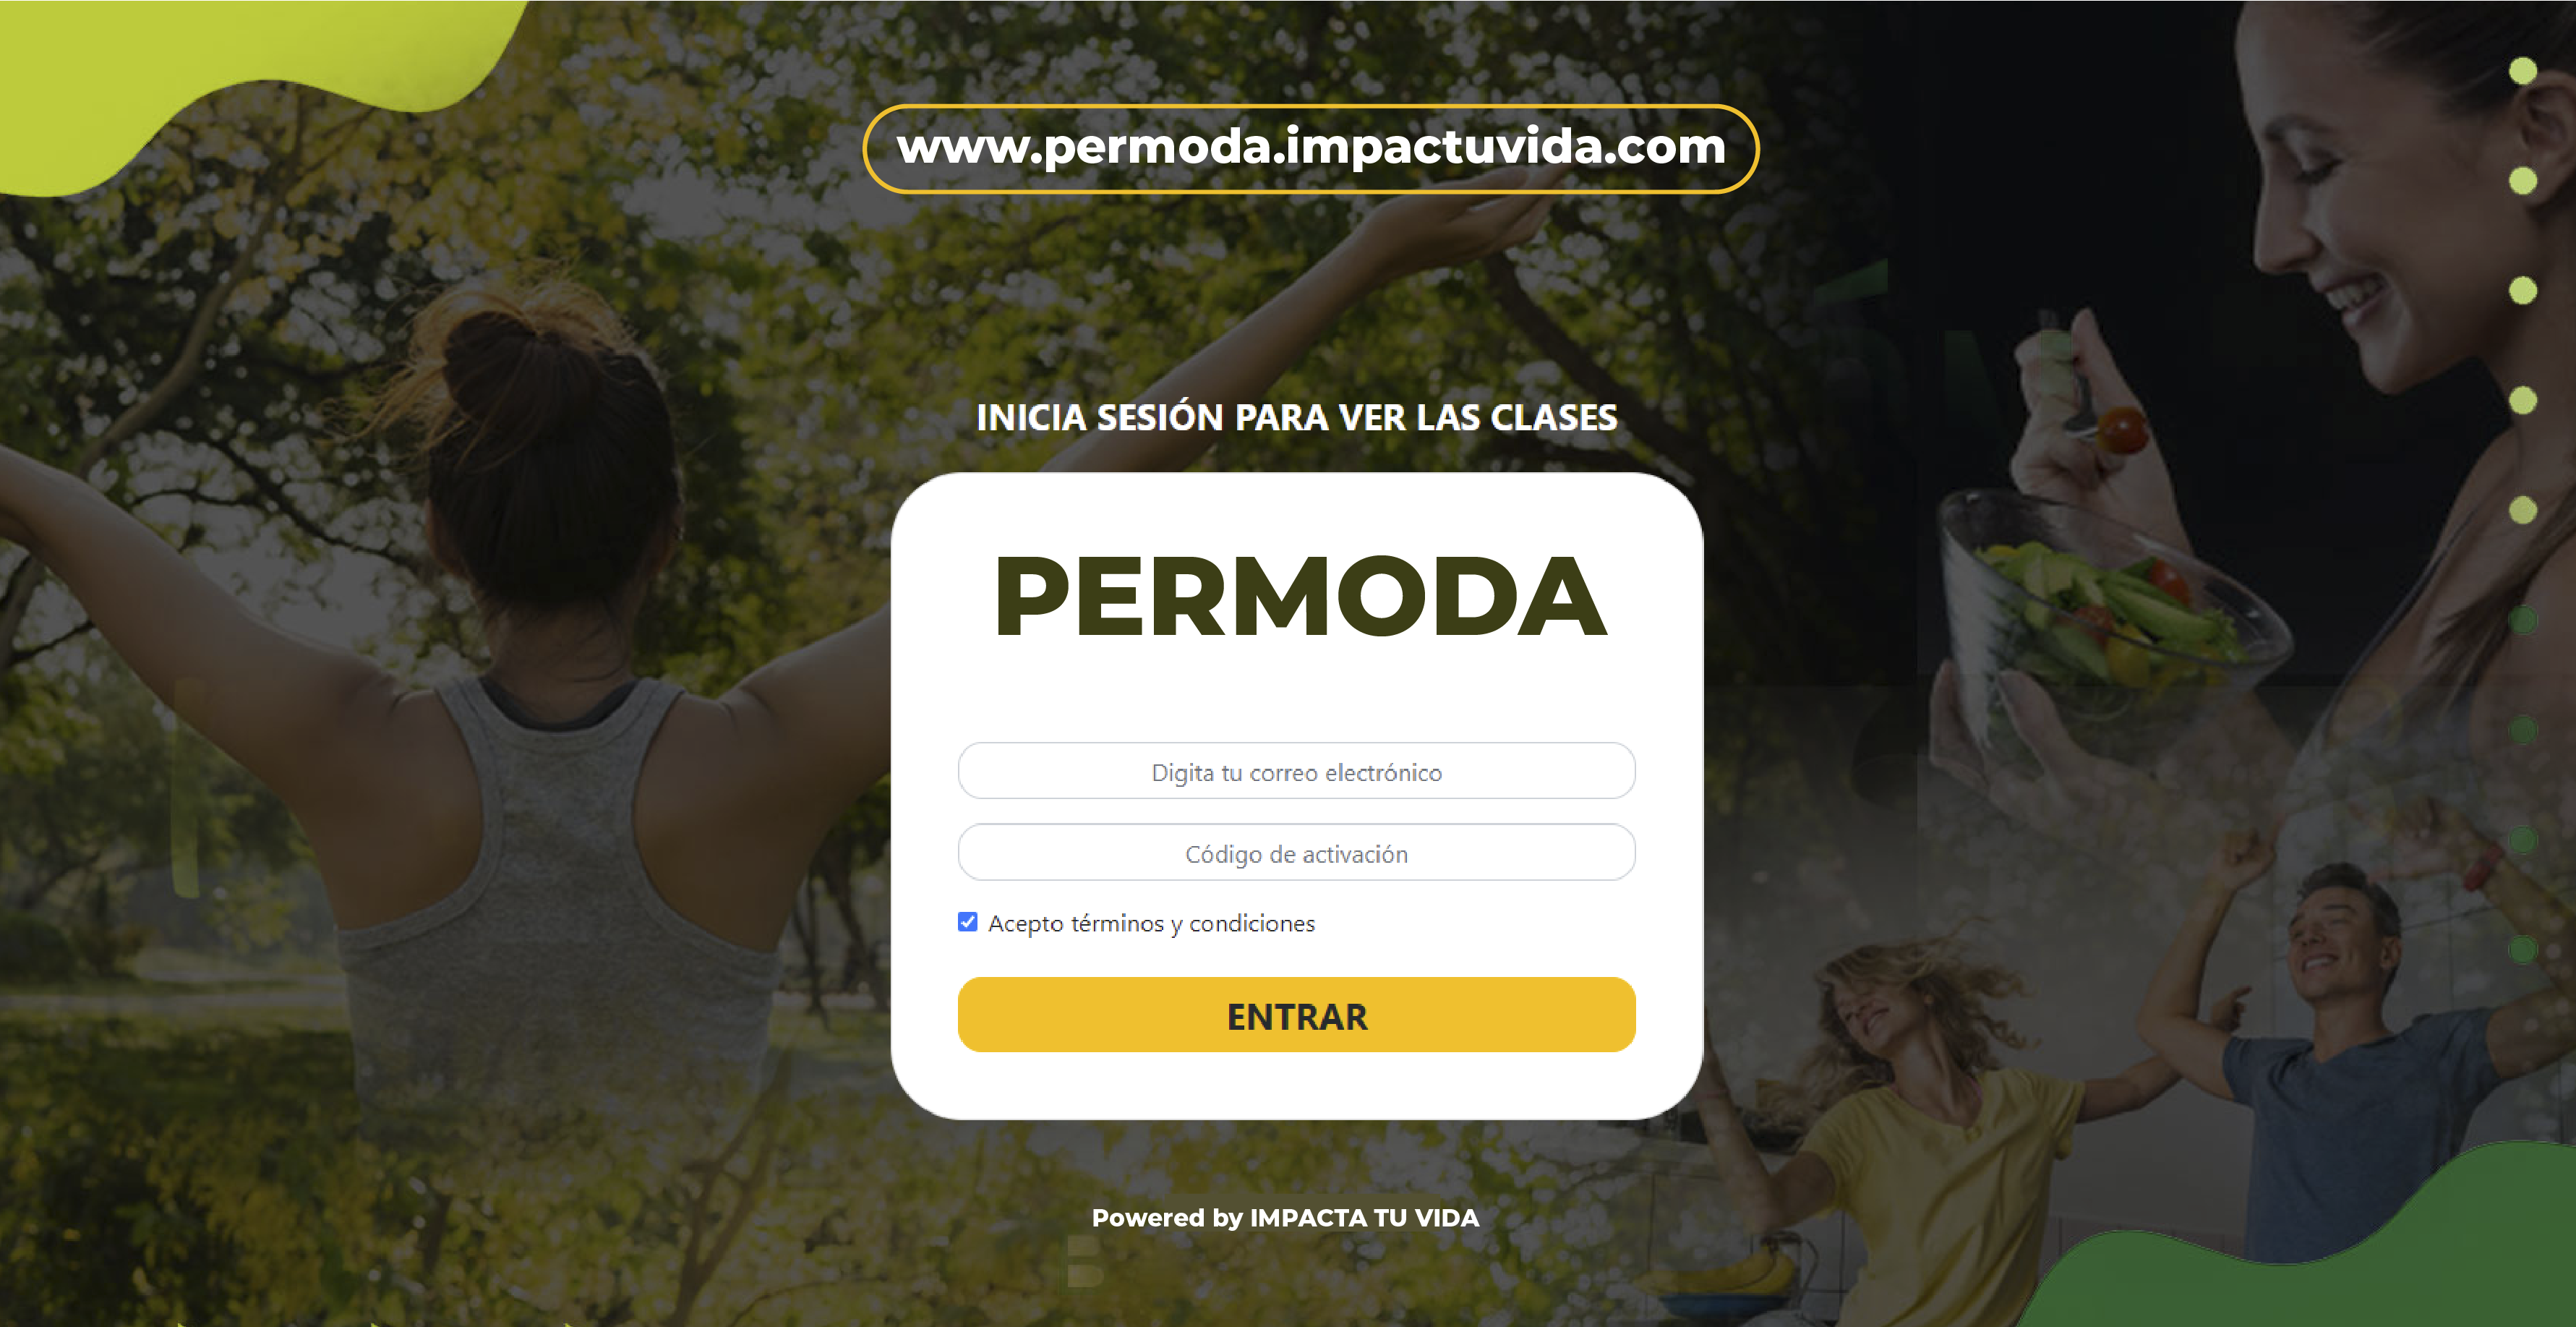 www.permoda.impactuvida.com
INICIA SESIÓN PARA VER LAS CLASES
PERMODA
Digita tu correo electrónico
Código de activación
Acepto términos y condiciones
ENTRAR
Powered by IMPACTA TU VIDA